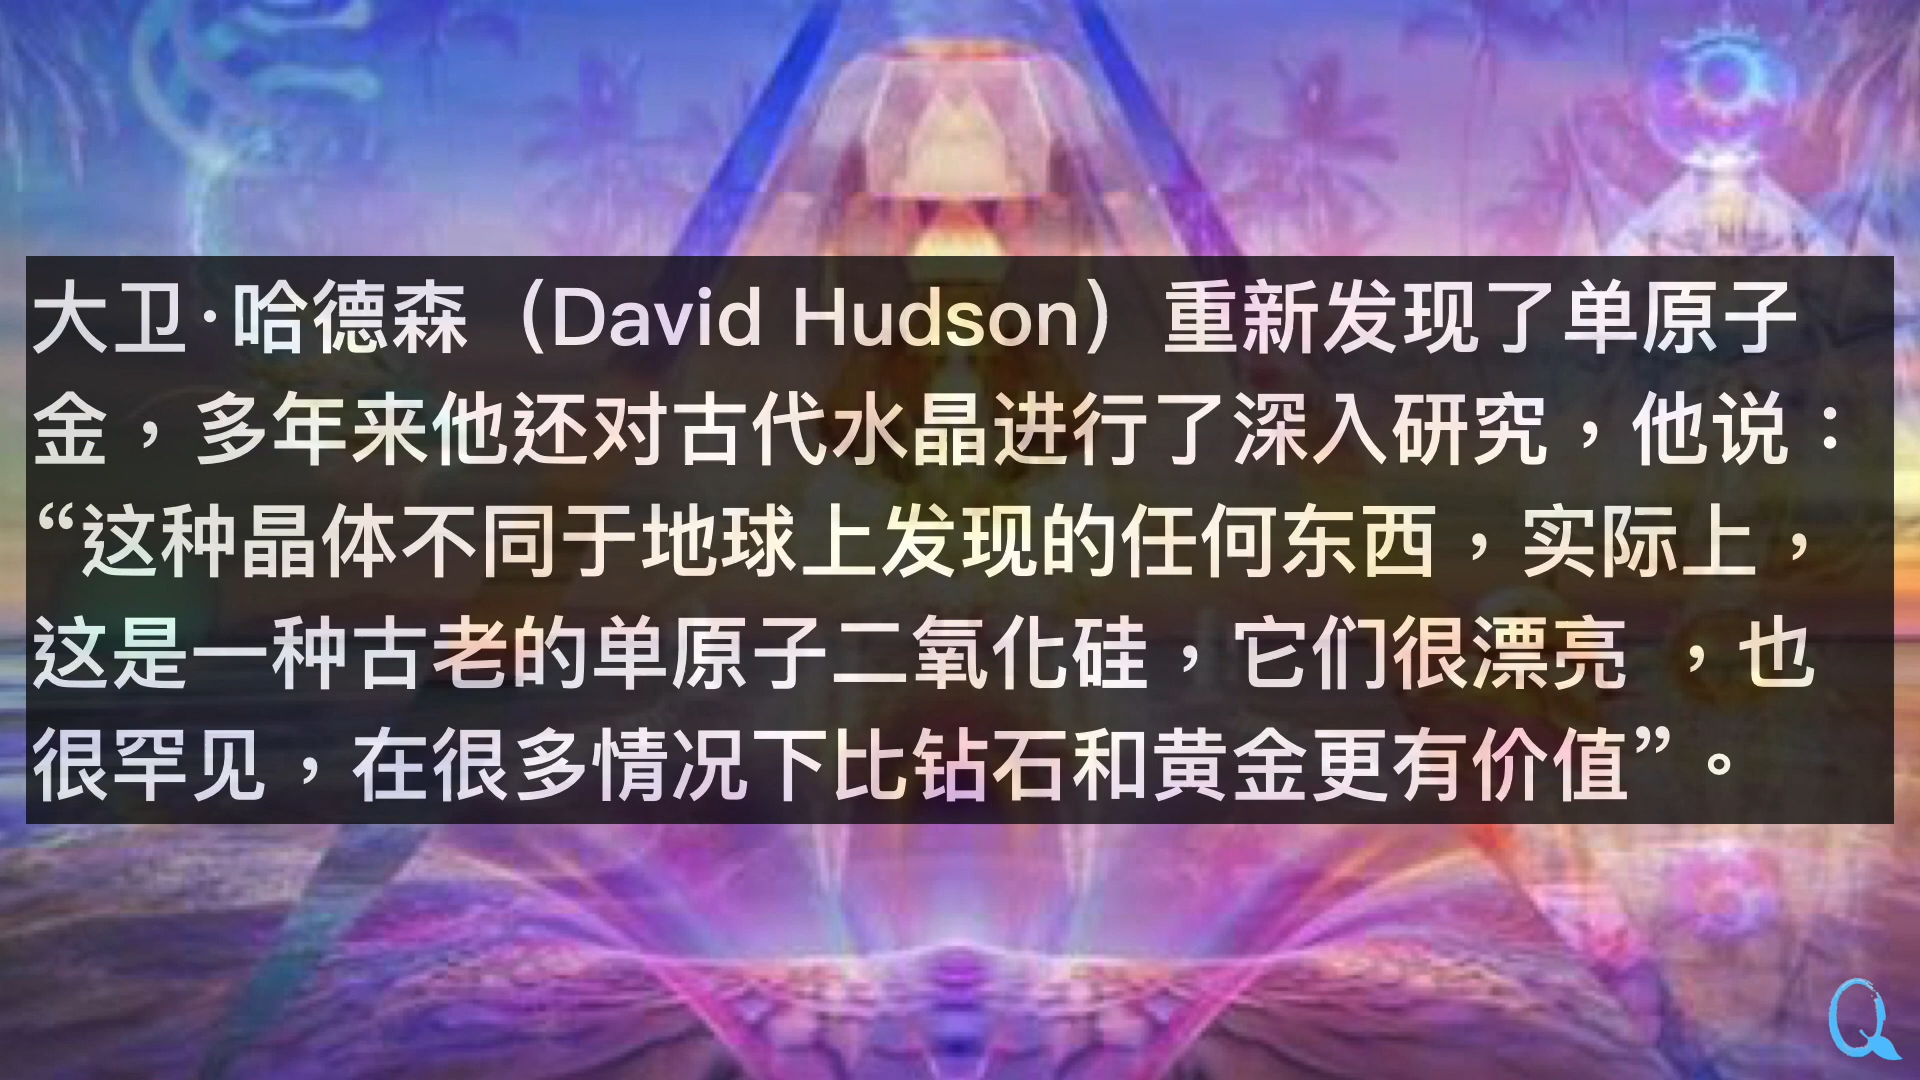 大卫·哈德森（David Hudson）重新发现了单原子
金，多年来他还对古代水晶进行了深入研究，他说：
“这种晶体不同于地球上发现的任何东西，实际上，
这是一种古老的单原子二氧化硅，它们很漂亮 ，也
很罕见，在很多情况下比钻石和黄金更有价值”。
Q